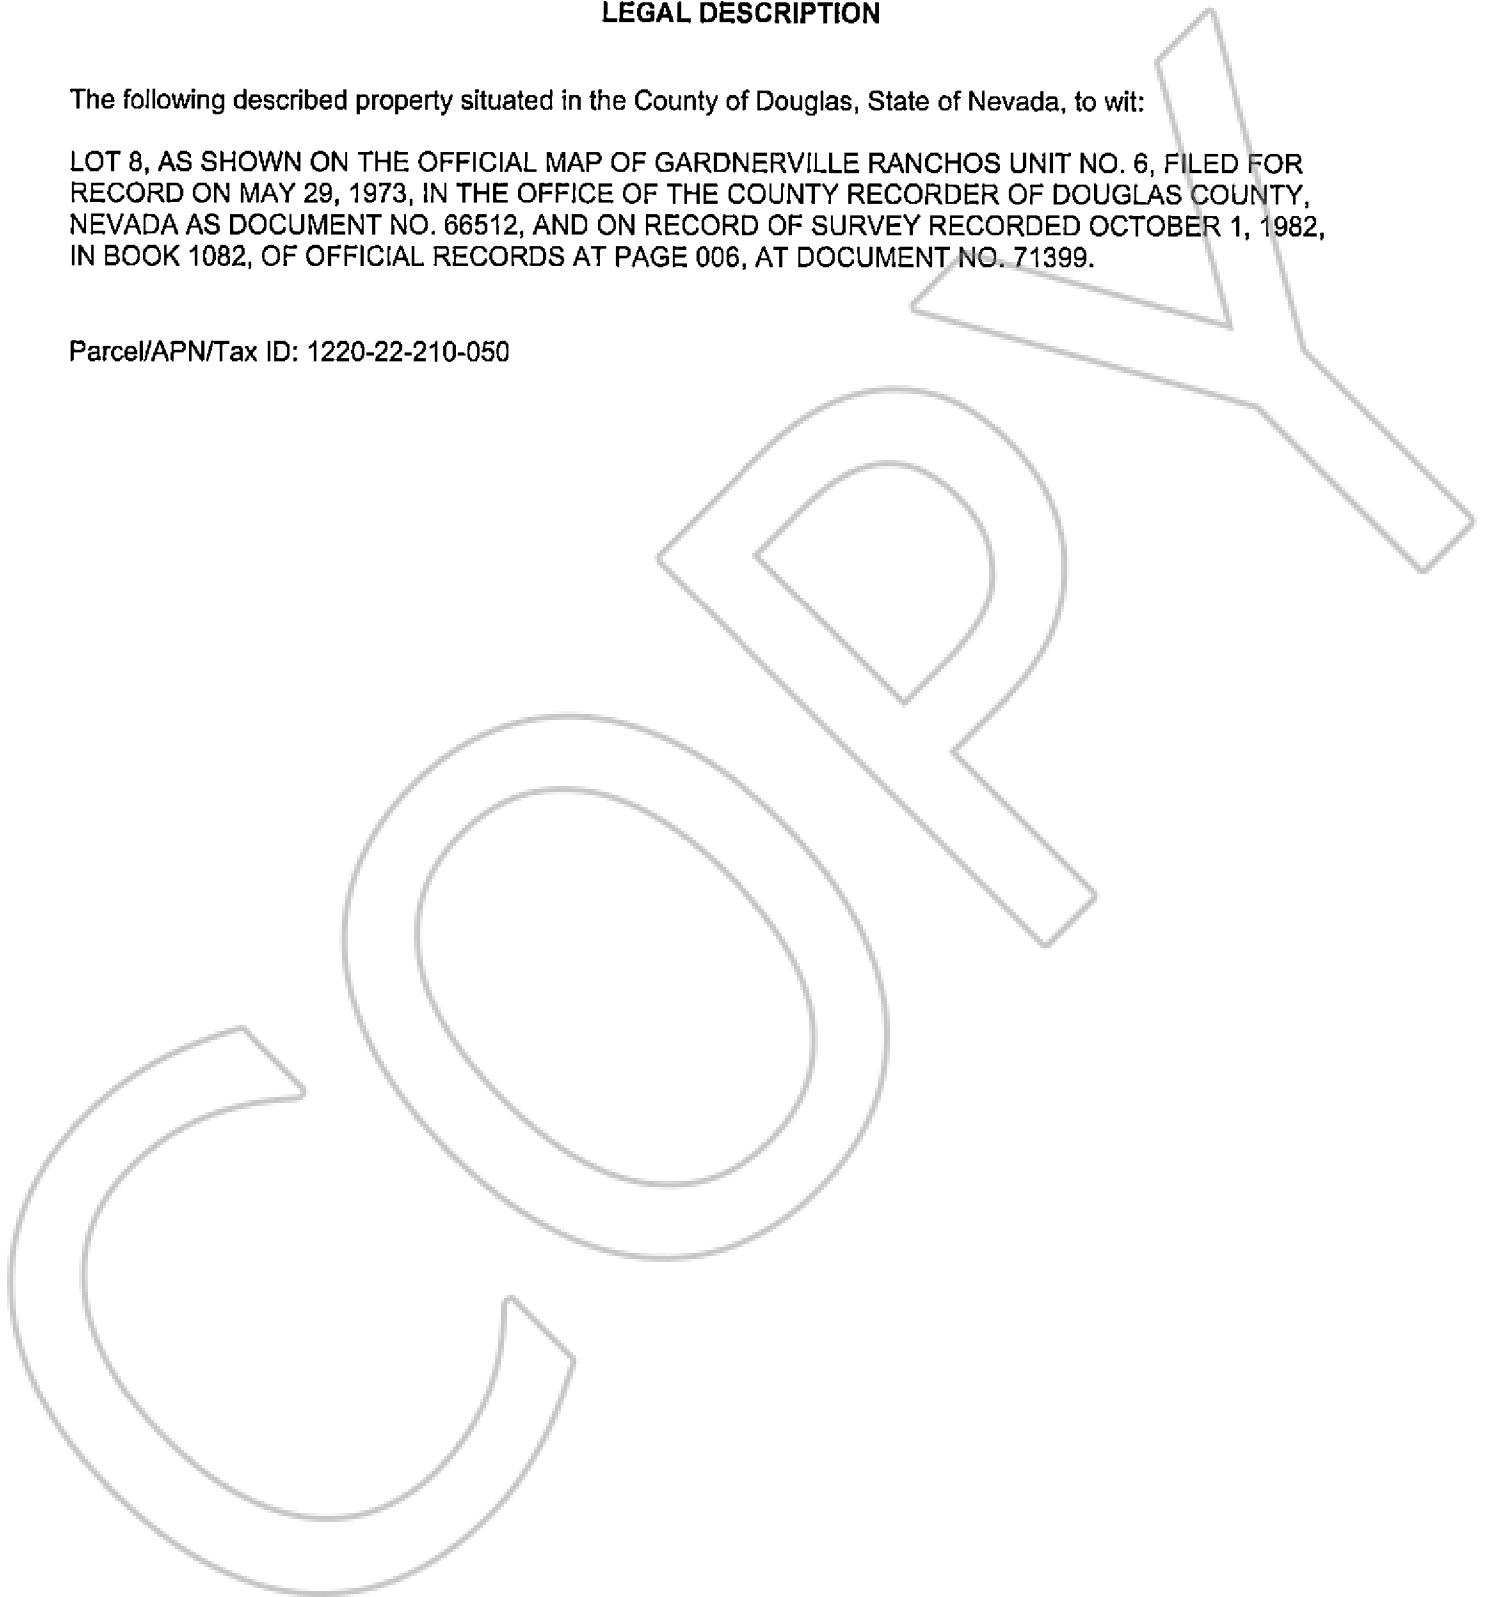 LEGAL DESCRIPTION
The following described property situated in the County of Douglas, State of Nevada, to wit:
LOT 8, AS SHOWN ON THE OFFICIAL MAP OF GARDNERVILLE RANCHOS UNIT NO. 6, FILED FOR
RECORD ON MAY 29, 1973, IN THE OFFICE OF THE COUNTY RECORDER OF DOUGLAS COUNTY,
NEVADA AS DOCUMENT NO. 66512, AND ON RECORD OF SURVEY RECORDED OCTOBER 1, 1982,
IN BOOK 1082, OF OFFICIAL RECORDS AT PAGE 006, AT DOCUMENT NO. 71399.
Parcel/APN/Tax ID: 1220-22-210-050
COPY